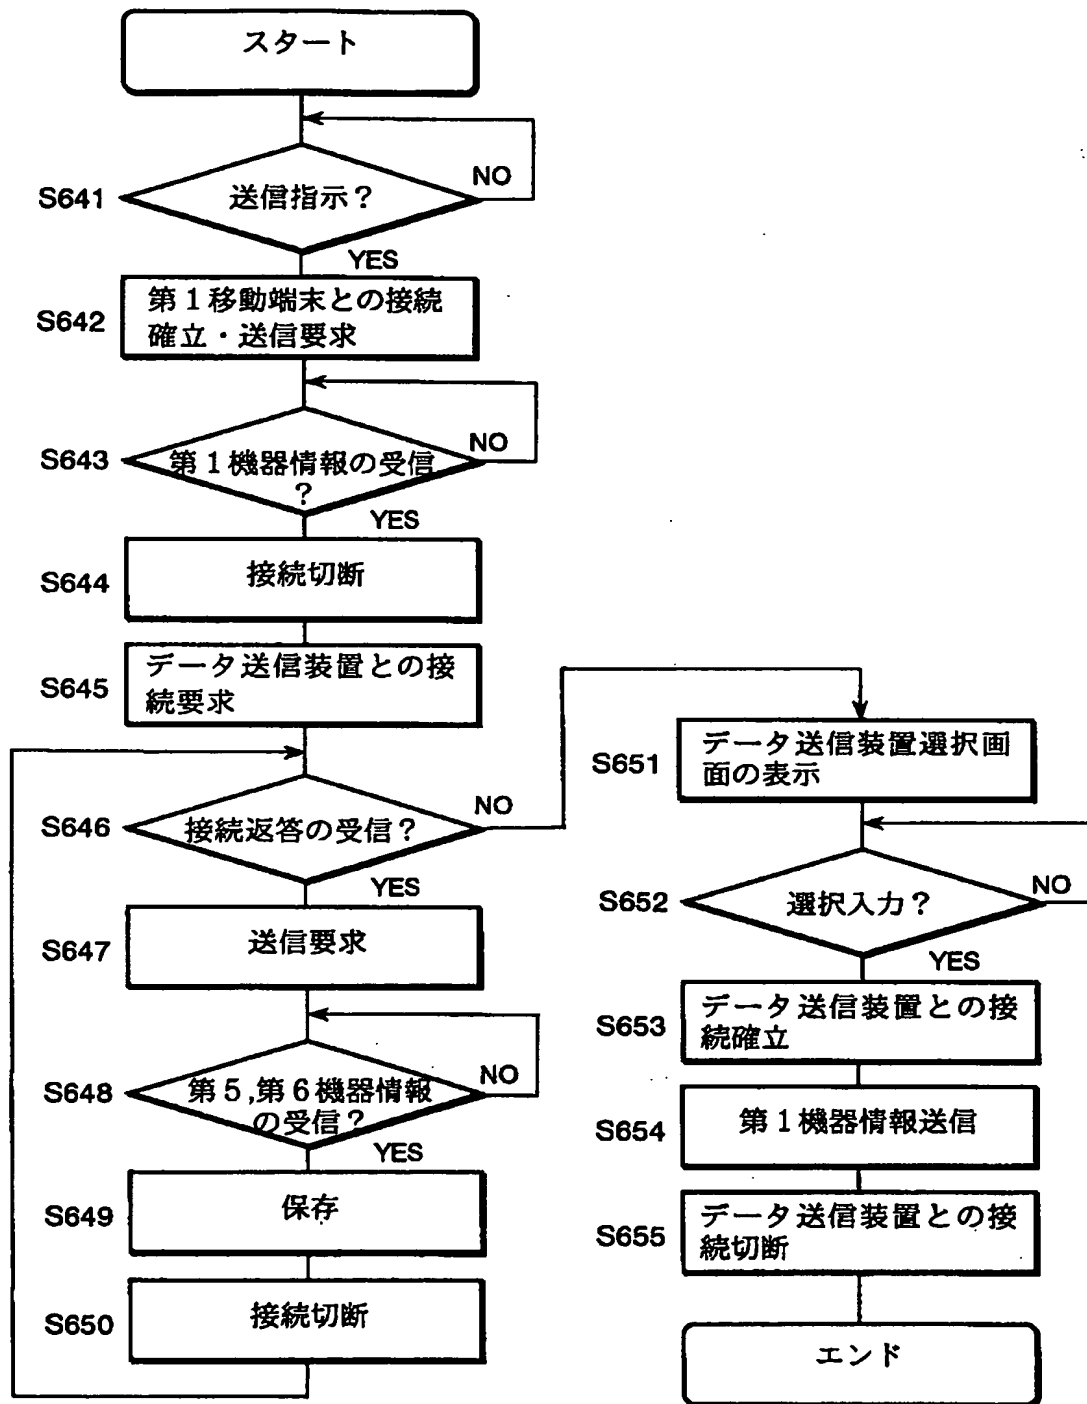 スタート
S641
送信指示？
NO
YES
S642
第１移動端末との接続
確立・送信要求
S643
第１機器情報の受信
？
NO
YES
S644
接続切断
S645
データ送信装置との接
続要求
S646
接続返答の受信？
NO
YES
S647
送信要求
S648
第５,第６機器情報
の受信？
NO
YES
S649
保存
S650
接続切断
S651
データ送信装置選択画
面の表示
S652
選択入力？
NO
YES
S653
データ送信装置との接
続確立
S654
第１機器情報送信
S655
データ送信装置との接
続切断
エンド